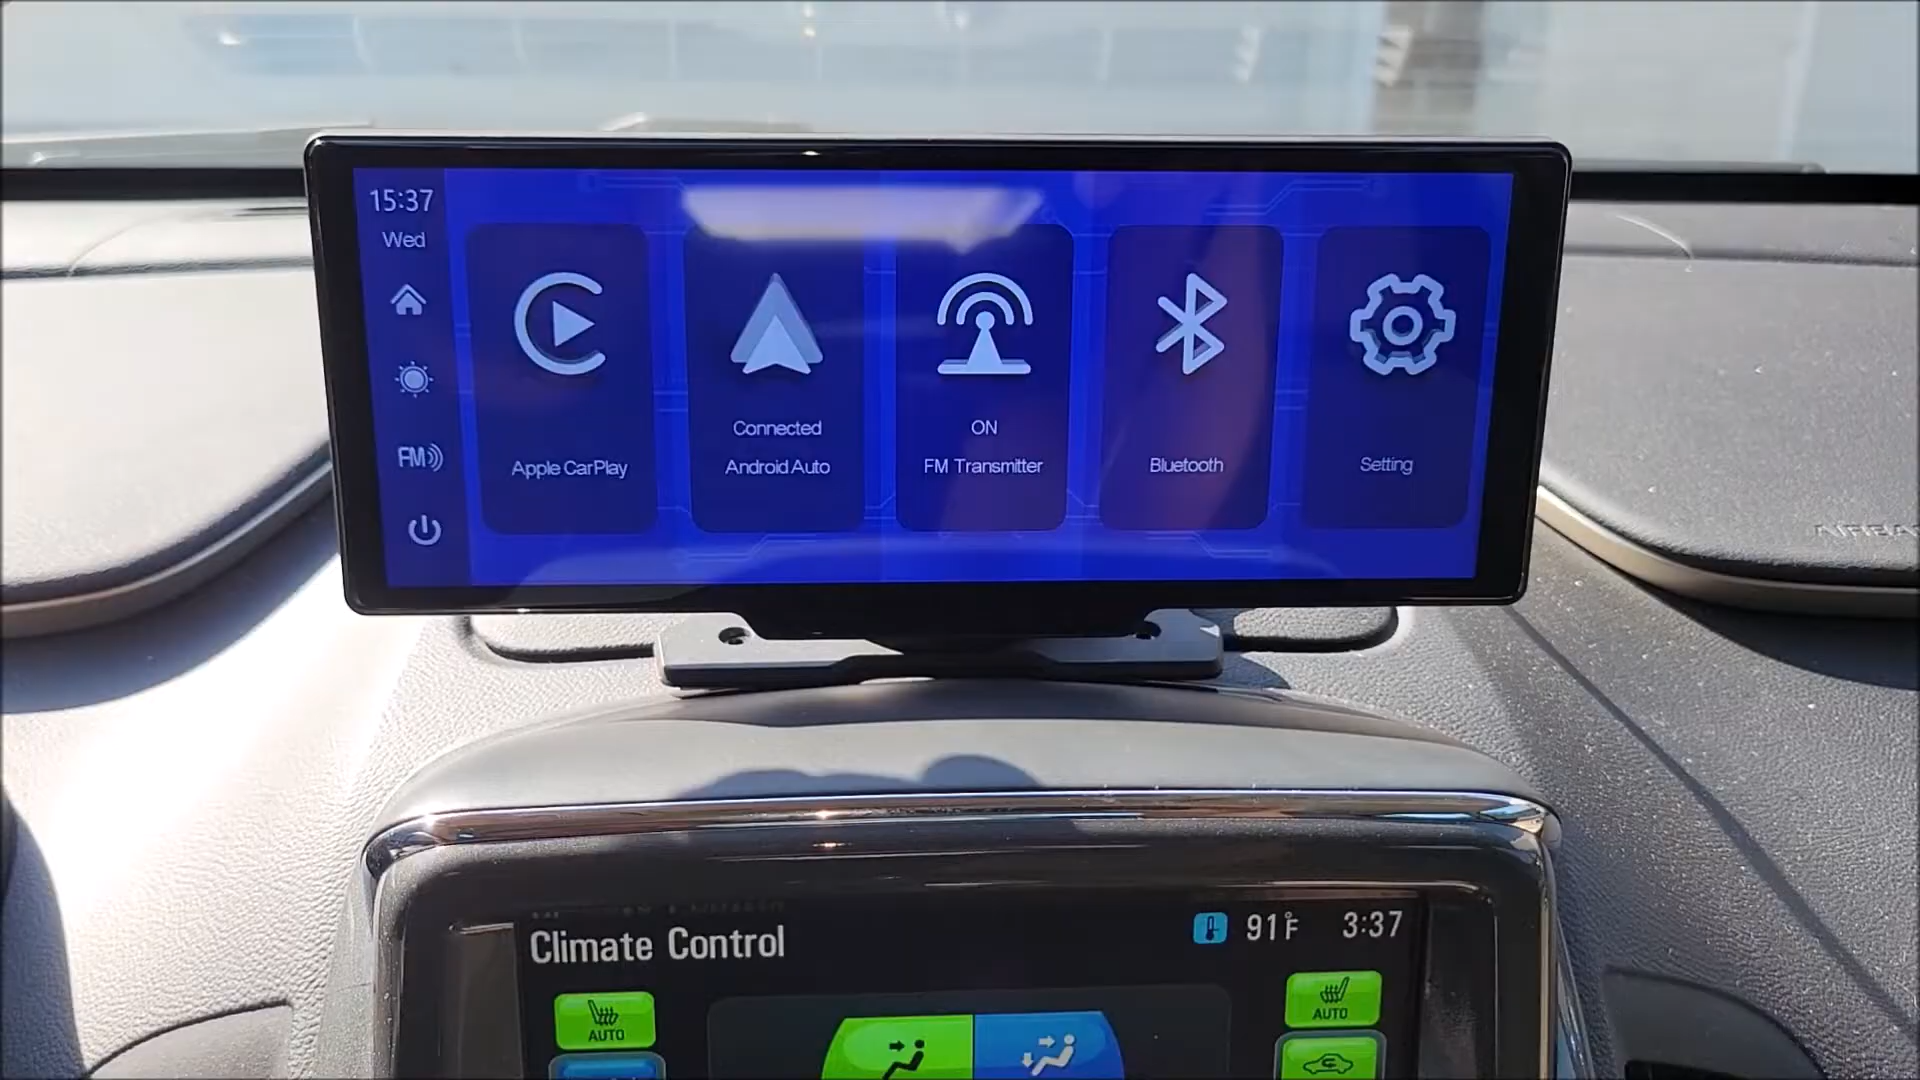 15:37
Wed
FM
Apple CarPlay
Connected
Android Auto
ON
FM Transmitter
Bluetooth
Setting
Climate Control
91°F
3:37
AUTO
AUTO